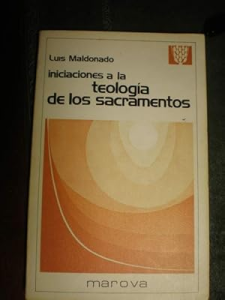 Luis Maldonado
iniciaciones a la
teología
de los sacramentos
marova